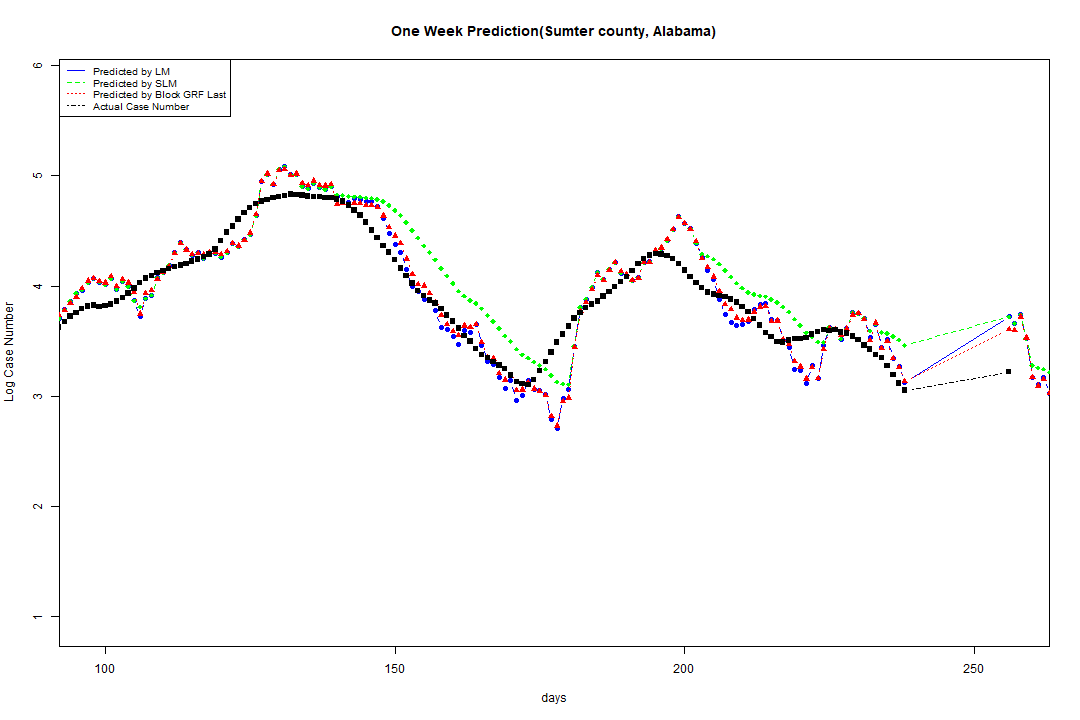 One Week Prediction(Sumter county, Alabama)
Predicted by LM
Predicted by SLM
Predicted by Block GRF Last
Actual Case Number
6
5
4
3
2
1
Log Case Number
100 150 200 250
days